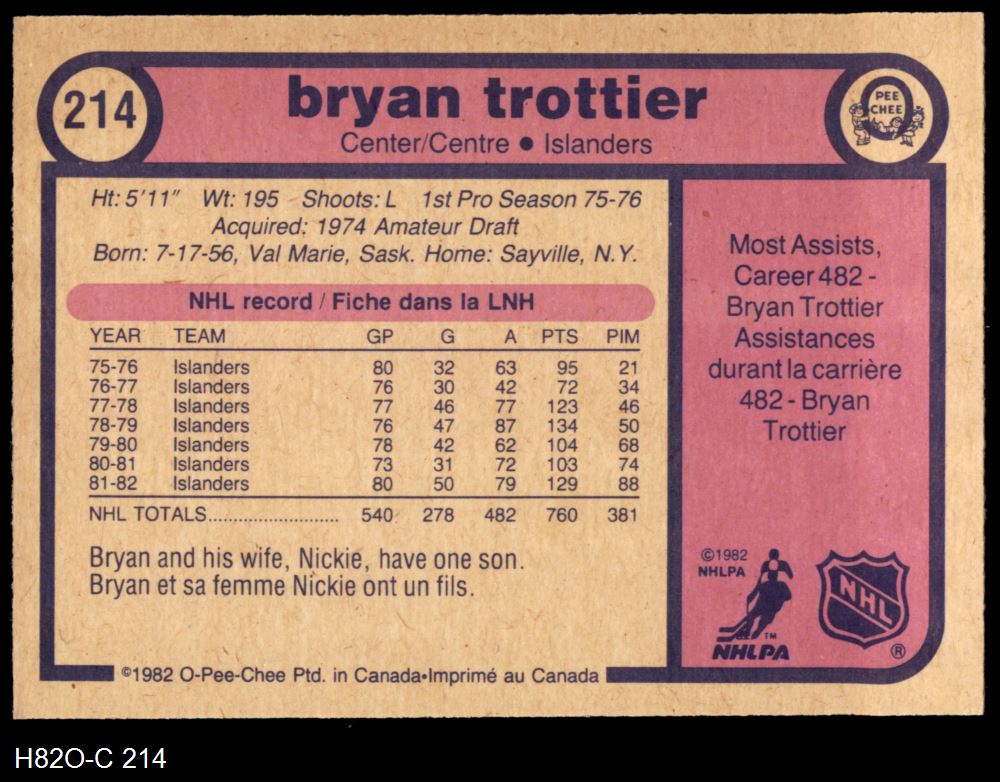 214
bryan trottier
PEE
CHEE
Center/Centre ● Islanders
Ht: 5'11" Wt: 195 Shoots: L 1st Pro Season 75-76
Acquired: 1974 Amateur Draft
Born: 7-17-56, Val Marie, Sask. Home: Sayville, N.Y.
NHL record / Fiche dans la LNH
YEAR TEAM GP G A PTS PIM
75-76 Islanders 80 32 63 95 21
76-77 Islanders 76 30 42 72 34
77-78 Islanders 77 46 77 123 46
78-79 Islanders 76 47 87 134 50
79-80 Islanders 78 42 62 104 68
80-81 Islanders 73 31 72 103 74
81-82 Islanders 80 50 79 129 88
NHL TOTALS........................ 540 278 482 760 381
Bryan and his wife, Nickie, have one son.
Bryan et sa femme Nickie ont un fils.
Most Assists,
Career 482 -
Bryan Trottier
Assistances
durant la carrière
482 - Bryan
Trottier
©1982
NHLPA
TM
NHLPA
NHL
®
©1982 O-Pee-Chee Ptd. in Canada•Imprimé au Canada
H82O-C 214